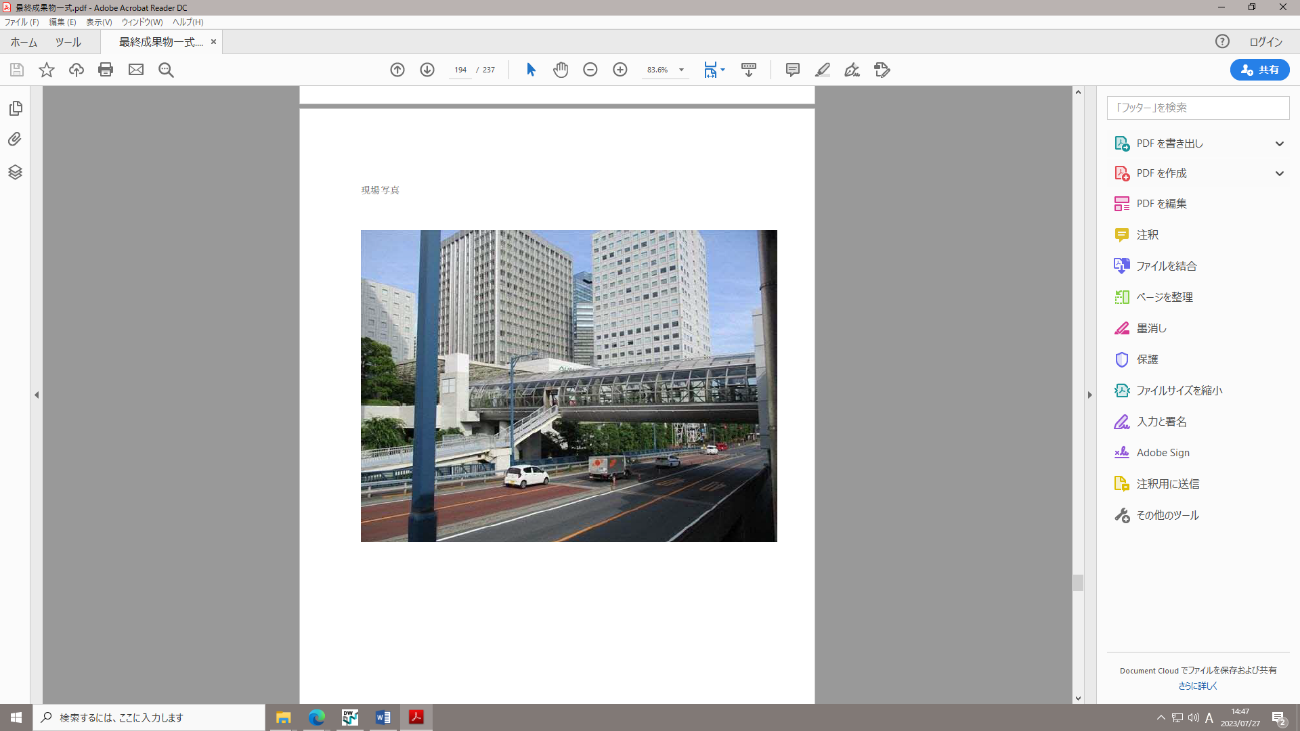 最終成果物一式.pdf - Adobe Acrobat Reader DC
ファイル(F) 編集(E) 表示(V) ウィンドウ(W) ヘルプ(H)
ホーム ツール 最終成果物一式.... × ? ログイン
194 / 237 83.6% 共有
「フッター」を検索
PDF を書き出し
PDF を作成
PDF を編集
注釈
ファイルを結合
ページを整理
墨消し
保護
ファイルサイズを縮小
入力と署名
Adobe Sign
注釈用に送信
その他のツール
Document Cloud でファイルを保存および共有
さらに詳しく
現場写真
検索するには、ここに入力します
DW
W
A
14:47
2023/07/27
2